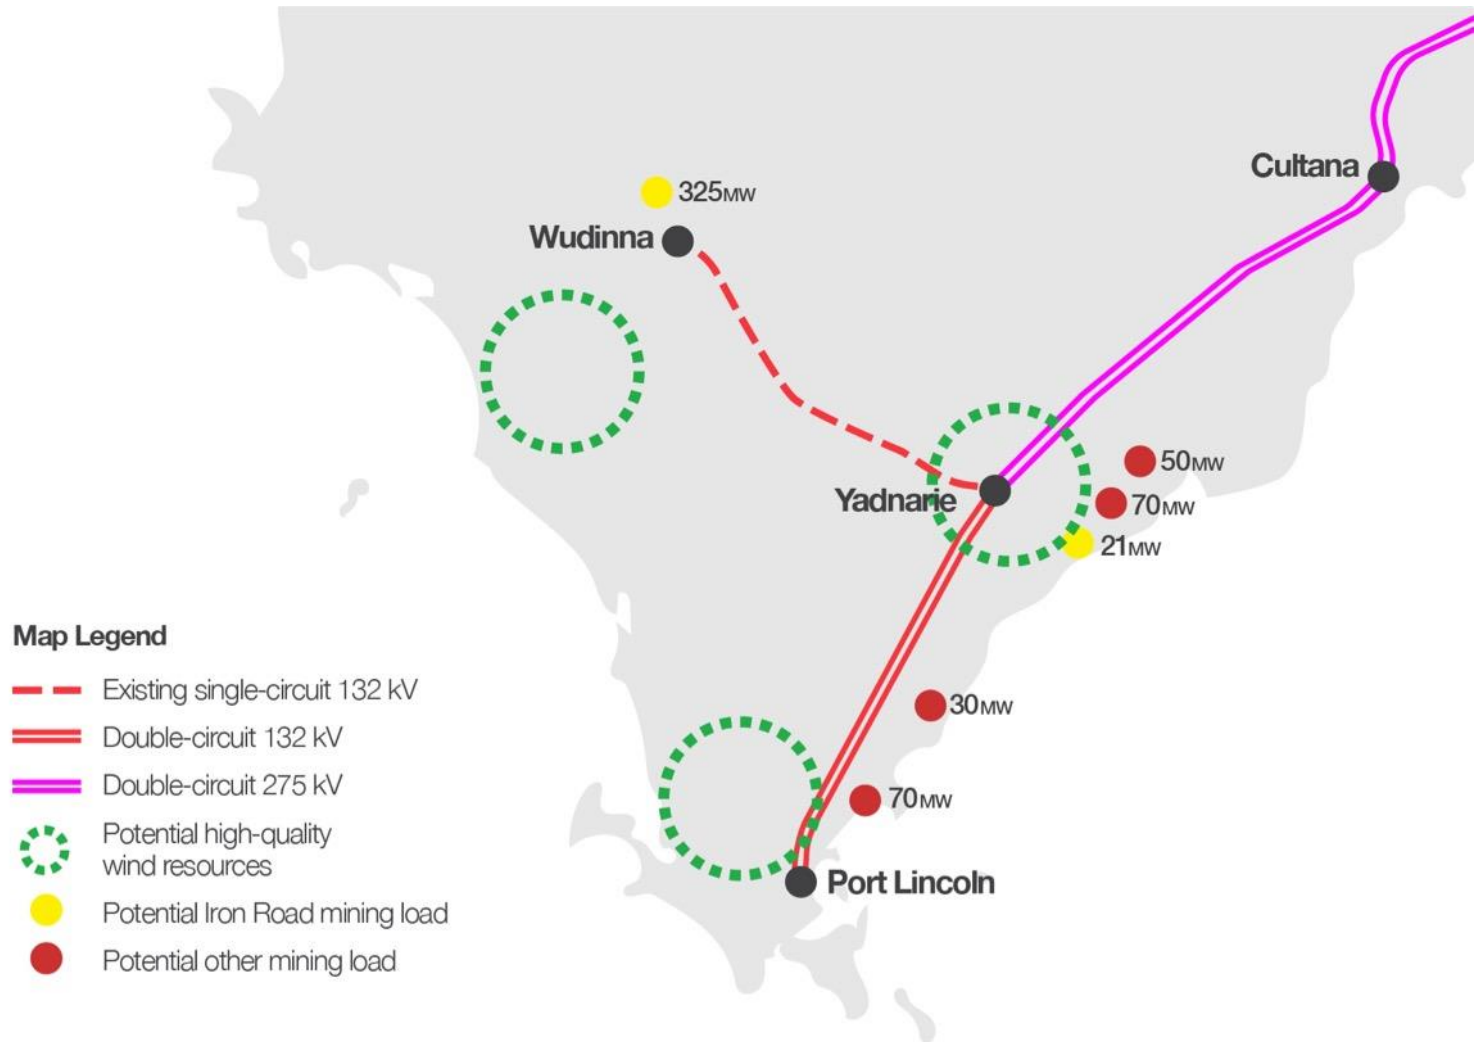 Cultana
325MW
Wudinna
50MW
Yadnarie
70MW
21MW
Map Legend
Existing single-circuit 132 kV
30MW
Double-circuit 132 kV
Double-circuit 275 kV
70MW
Potential high-quality
wind resources
Port Lincoln
Potential Iron Road mining load
Potential other mining load